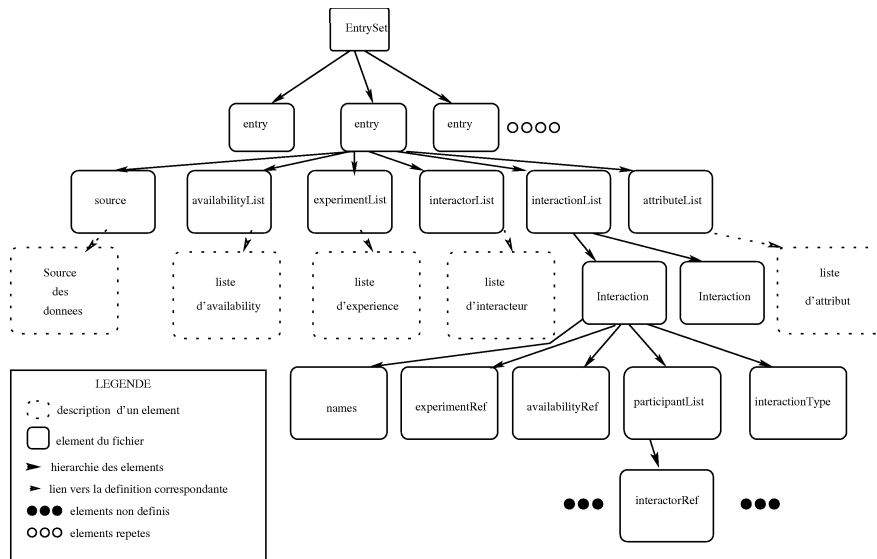 EntrySet
entry
entry
entry
source
availabilityList
experimentList
interactorList
interactionList
attributeList
Source
des
donnees
liste
d'availability
liste
d'experience
liste
d'interacteur
Interaction
Interaction
liste
d'attribut
names
experimentRef
availabilityRef
participantList
interactionType
interactorRef
LEGENDE
description d'un element
element du fichier
hierarchie des elements
lien vers la definition correspondante
elements non definis
elements repetes